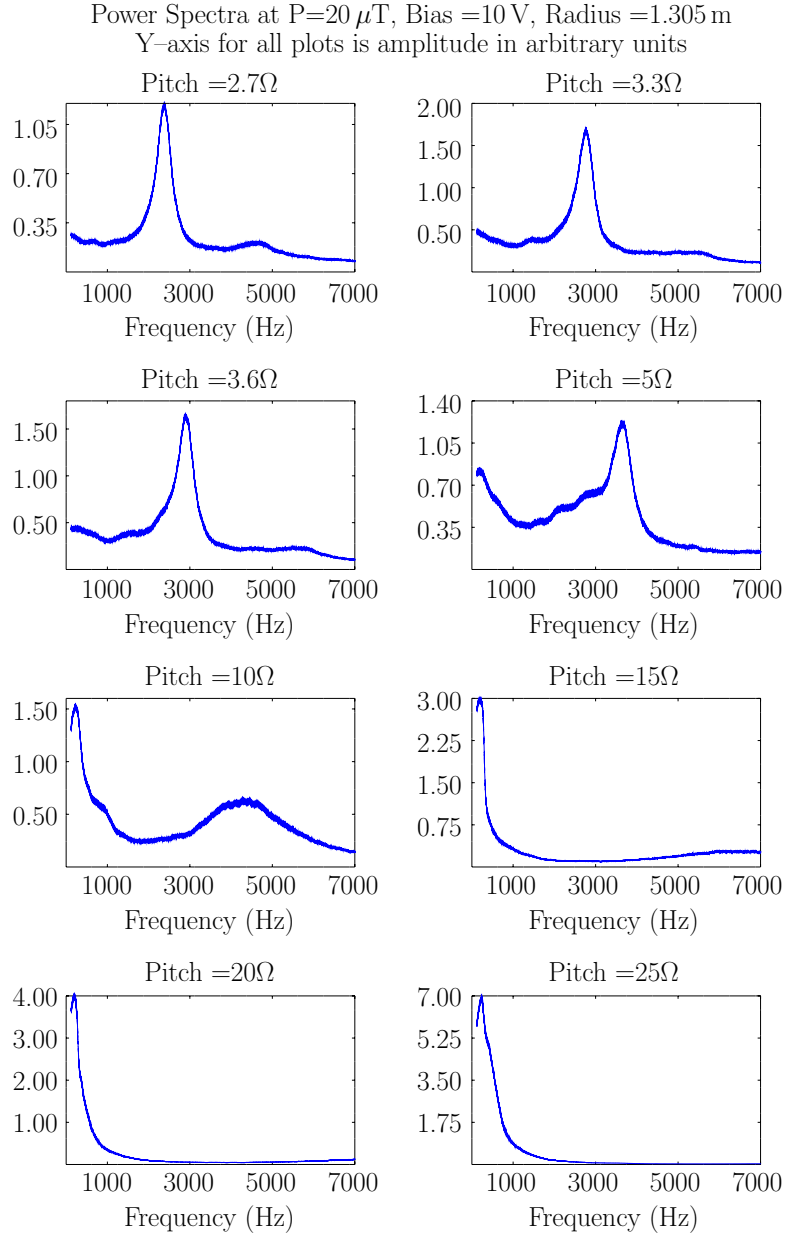 Power Spectra at P=20 μT, Bias =10 V, Radius =1.305 m
Y–axis for all plots is amplitude in arbitrary units
Pitch =2.7Ω
1.05
0.70
0.35
1000 3000 5000 7000
Frequency (Hz)
Pitch =3.3Ω
2.00
1.50
1.00
0.50
1000 3000 5000 7000
Frequency (Hz)
Pitch =3.6Ω
1.50
1.00
0.50
1000 3000 5000 7000
Frequency (Hz)
Pitch =5Ω
1.40
1.05
0.70
0.35
1000 3000 5000 7000
Frequency (Hz)
Pitch =10Ω
1.50
1.00
0.50
1000 3000 5000 7000
Frequency (Hz)
Pitch =15Ω
3.00
2.25
1.50
0.75
1000 3000 5000 7000
Frequency (Hz)
Pitch =20Ω
4.00
3.00
2.00
1.00
1000 3000 5000 7000
Frequency (Hz)
Pitch =25Ω
7.00
5.25
3.50
1.75
1000 3000 5000 7000
Frequency (Hz)